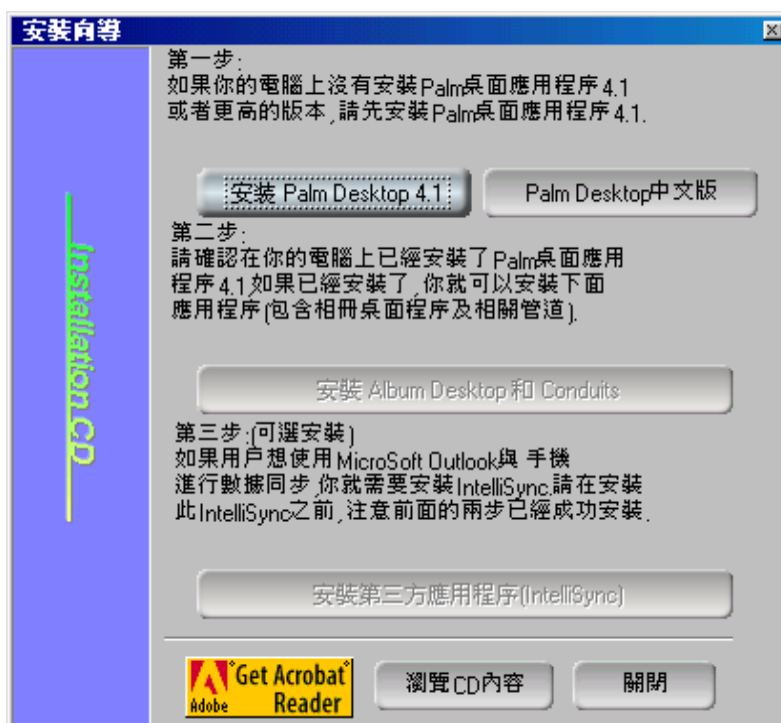 安裝向導
Installation CD
第一步:
如果你的電腦上沒有安裝Palm桌面應用程序4.1
或者更高的版本,請先安裝Palm桌面應用程序4.1.
安裝 Palm Desktop 4.1
Palm Desktop中文版
第二步:
請確認在你的電腦上已經安裝了Palm桌面應用
程序4.1,如果已經安裝了,你就可以安裝下面
應用程序(包含相冊桌面程序及相關管道).
安裝 Album Desktop 和 Conduits
第三步:(可選安裝)
如果用戶想使用MicroSoft Outlook與 手機
進行數據同步,你就需要安裝IntelliSync.請在安裝
此IntelliSync之前,注意前面的兩步已經成功安裝.
安裝第三方應用程序(IntelliSync)
Get Acrobat
Adobe Reader
瀏覽CD內容
關閉